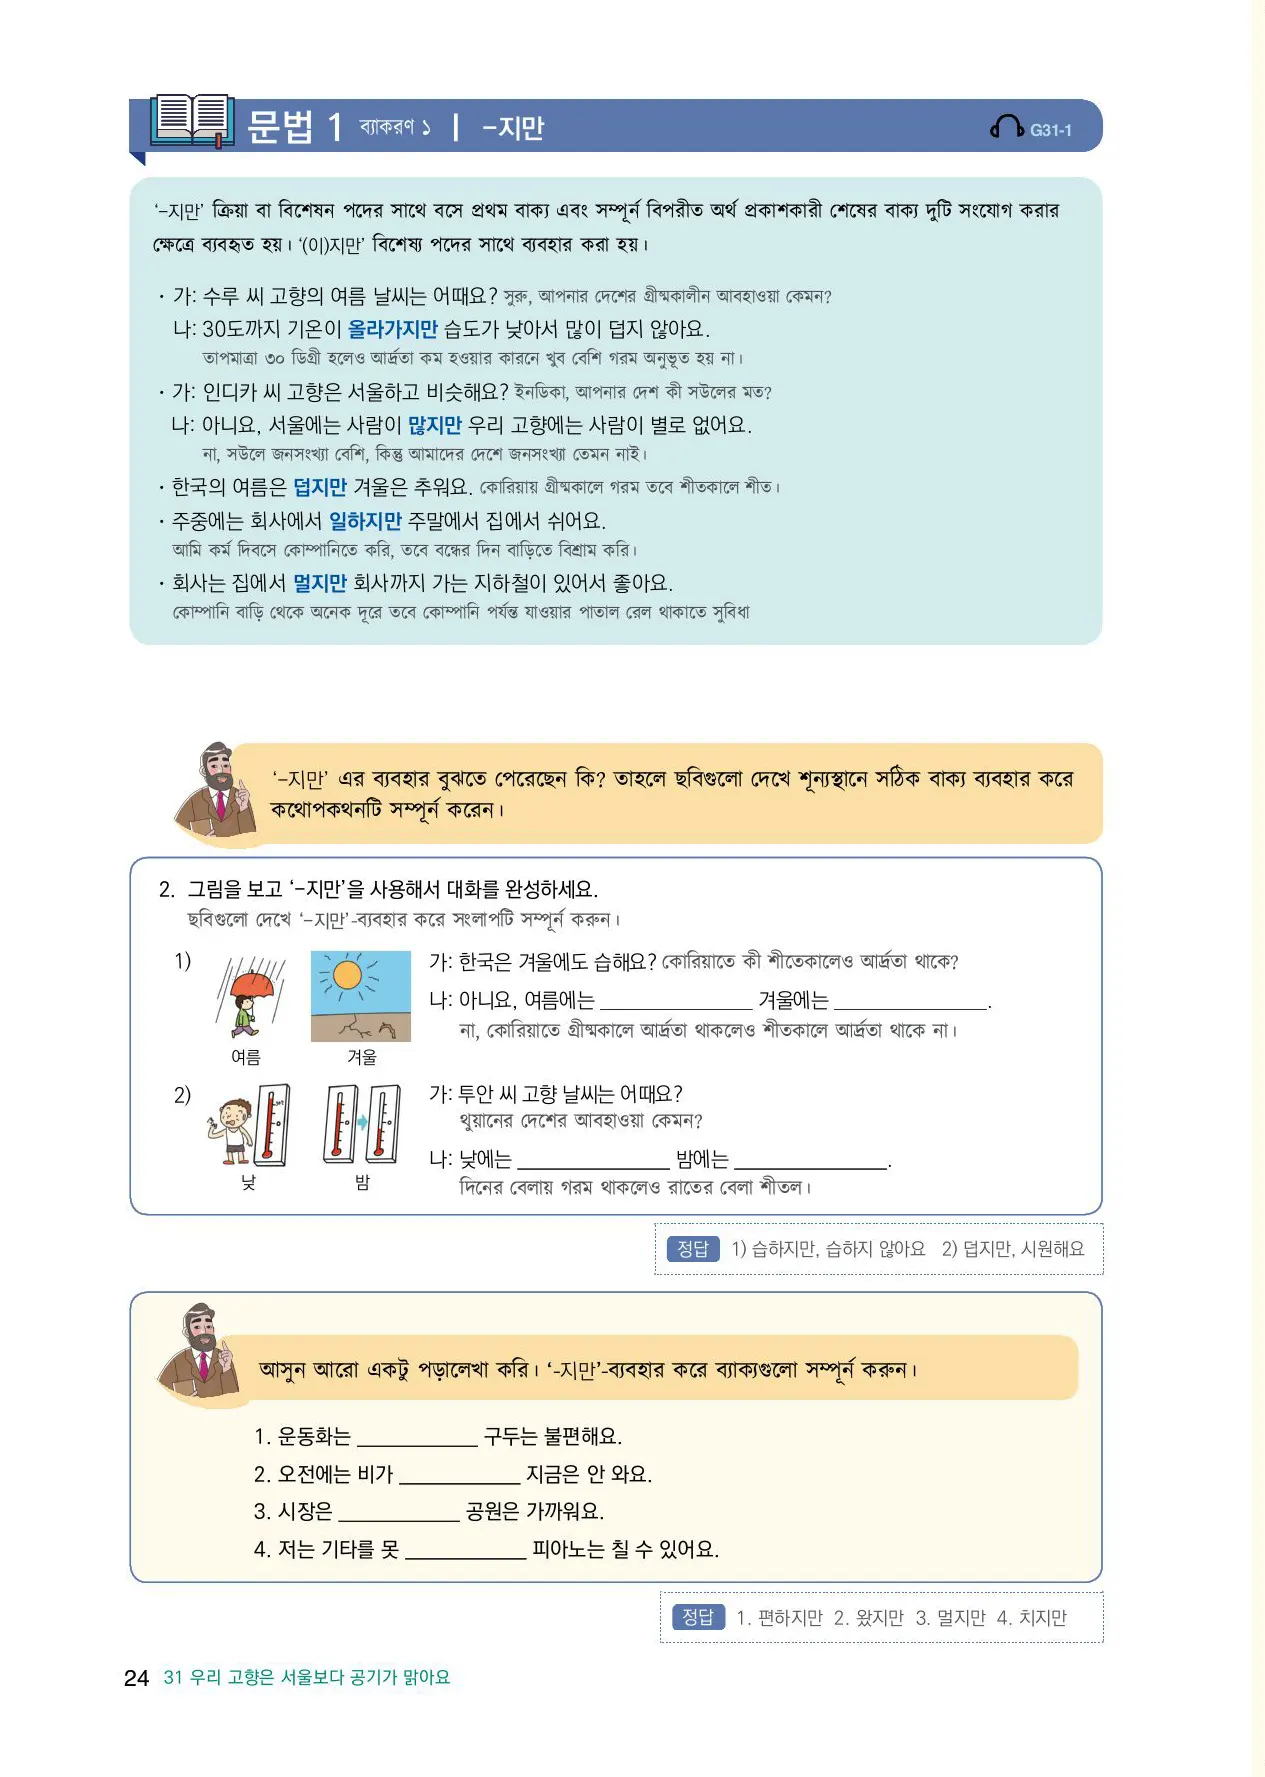 문법 1 ব্যাকরণ ১ | -지만 G31-1
‘-지만’ ক্রিয়া বা বিশেষন পদের সাথে বসে প্রথম বাক্য এবং সম্পূর্ন বিপরীত অর্থ প্রকাশকারী শেষের বাক্য দুটি সংযোগ করার
ক্ষেত্রে ব্যবহৃত হয়। ‘(이)지만’ বিশেষ্য পদের সাথে ব্যবহার করা হয়।
· 가: 수루 씨 고향의 여름 날씨는 어때요? সুরু, আপনার দেশের গ্রীষ্মকালীন আবহাওয়া কেমন?
나: 30도까지 기온이 올라가지만 습도가 낮아서 많이 덥지 않아요.
তাপমাত্রা ৩০ ডিগ্রী হলেও আর্দ্রতা কম হওয়ার কারনে খুব বেশি গরম অনুভূত হয় না।
· 가: 인디카 씨 고향은 서울하고 비슷해요? ইনডিকা, আপনার দেশ কী সউলের মত?
나: 아니요, 서울에는 사람이 많지만 우리 고향에는 사람이 별로 없어요.
না, সউলে জনসংখ্যা বেশি, কিন্তু আমাদের দেশে জনসংখ্যা তেমন নাই।
· 한국의 여름은 덥지만 겨울은 추워요. কোরিয়ায় গ্রীষ্মকালে গরম তবে শীতকালে শীত।
· 주중에는 회사에서 일하지만 주말에서 집에서 쉬어요.
আমি কর্ম দিবসে কোম্পানিতে করি, তবে বন্ধের দিন বাড়িতে বিশ্রাম করি।
· 회사는 집에서 멀지만 회사까지 가는 지하철이 있어서 좋아요.
কোম্পানি বাড়ি থেকে অনেক দূরে তবে কোম্পানি পর্যন্ত যাওয়ার পাতাল রেল থাকাতে সুবিধা
‘-지만’ এর ব্যবহার বুঝতে পেরেছেন কি? তাহলে ছবিগুলো দেখে শূন্যস্থানে সঠিক বাক্য ব্যবহার করে
কথোপকথনটি সম্পূর্ন করেন।
2. 그림을 보고 ‘-지만’을 사용해서 대화를 완성하세요.
ছবিগুলো দেখে ‘-지만’-ব্যবহার করে সংলাপটি সম্পূর্ন করুন।
1) 가: 한국은 겨울에도 습해요? কোরিয়াতে কী শীতেকালেও আর্দ্রতা থাকে?
나: 아니요, 여름에는 ______________ 겨울에는 ______________.
না, কোরিয়াতে গ্রীষ্মকালে আর্দ্রতা থাকলেও শীতকালে আর্দ্রতা থাকে না।
여름 겨울
2) 가: 투안 씨 고향 날씨는 어때요?
থুয়ানের দেশের আবহাওয়া কেমন?
나: 낮에는 ______________ 밤에는 ______________.
দিনের বেলায় গরম থাকলেও রাতের বেলা শীতল।
낮 밤
정답 1) 습하지만, 습하지 않아요 2) 덥지만, 시원해요
আসুন আরো একটু পড়ালেখা করি। ‘-지만’-ব্যবহার করে ব্যাক্যগুলো সম্পূর্ন করুন।
1. 운동화는 ___________ 구두는 불편해요.
2. 오전에는 비가 ___________ 지금은 안 와요.
3. 시장은 ___________ 공원은 가까워요.
4. 저는 기타를 못 ___________ 피아노는 칠 수 있어요.
정답 1. 편하지만 2. 왔지만 3. 멀지만 4. 치지만
24 31 우리 고향은 서울보다 공기가 맑아요